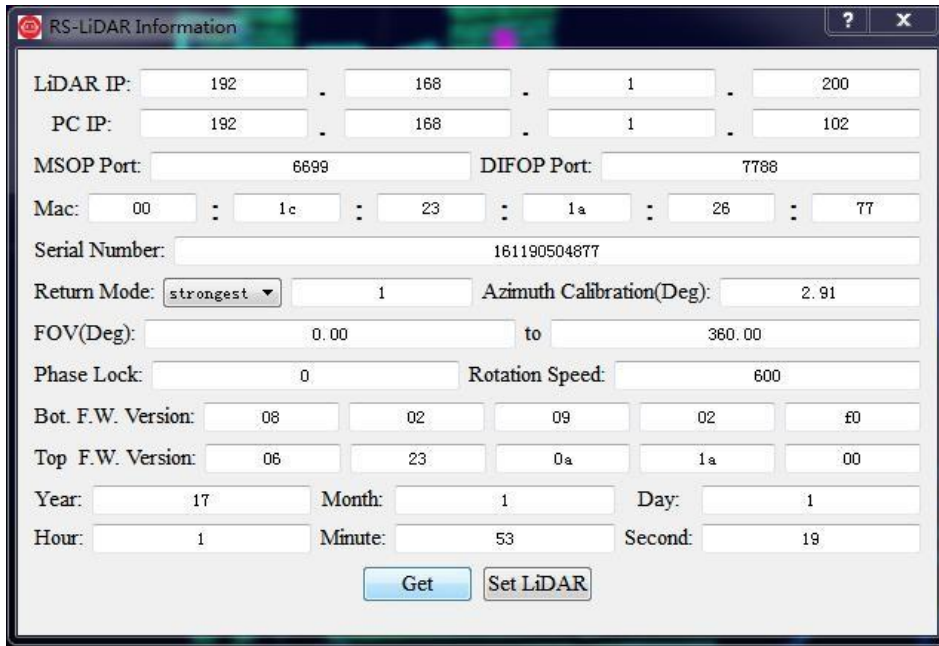 RS-LiDAR Information ? X
LiDAR IP: 192 . 168 . 1 . 200
PC IP: 192 . 168 . 1 . 102
MSOP Port: 6699 DIFOP Port: 7788
Mac: 00 : 1c : 23 : 1a : 26 : 77
Serial Number: 161190504877
Return Mode: strongest 1 Azimuth Calibration(Deg): 2.91
FOV(Deg): 0.00 to 360.00
Phase Lock: 0 Rotation Speed: 600
Bot. F.W. Version: 08 02 09 02 f0
Top F.W. Version: 06 23 0a 1a 00
Year: 17 Month: 1 Day: 1
Hour: 1 Minute: 53 Second: 19
Get Set LiDAR